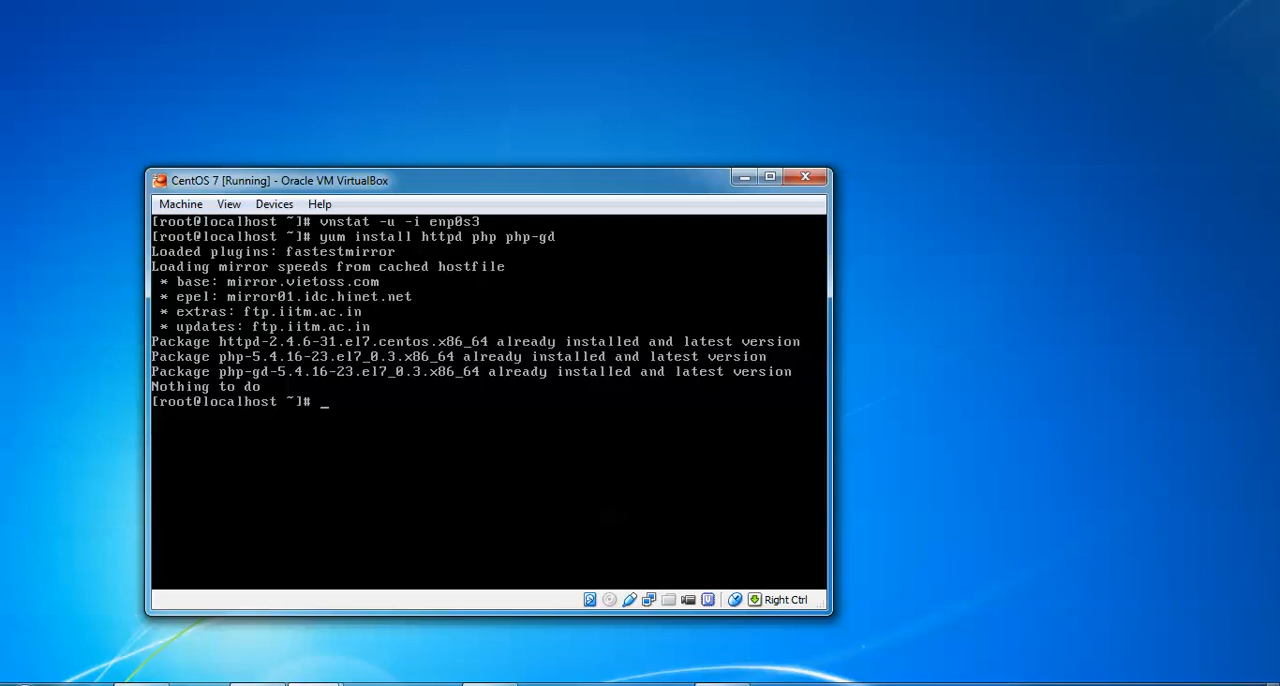 CentOS 7 [Running] - Oracle VM VirtualBox
Machine View Devices Help
[root@localhost ~]# vnstat -u -i enp0s3
[root@localhost ~]# yum install httpd php php-gd
Loaded plugins: fastestmirror
Loading mirror speeds from cached hostfile
 * base: mirror.vietoss.com
 * epel: mirror01.idc.hinet.net
 * extras: ftp.iitm.ac.in
 * updates: ftp.iitm.ac.in
Package httpd-2.4.6-31.el7.centos.x86_64 already installed and latest version
Package php-5.4.16-23.el7_0.3.x86_64 already installed and latest version
Package php-gd-5.4.16-23.el7_0.3.x86_64 already installed and latest version
Nothing to do
[root@localhost ~]# _
Right Ctrl